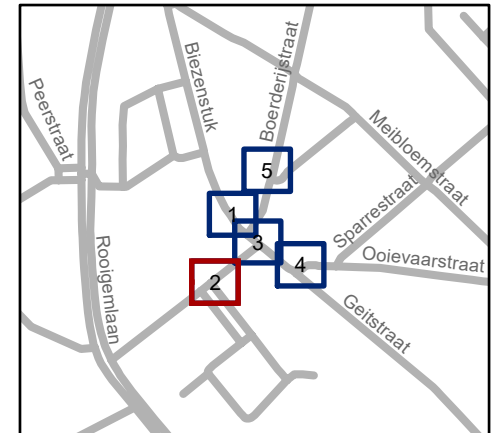 Biezenstuk
Boerderijstraat
Peerstraat
Meibloemstraat
5
1
3
Sparrestraat
4
Ooievaarstraat
2
Rooigemlaan
Geitstraat